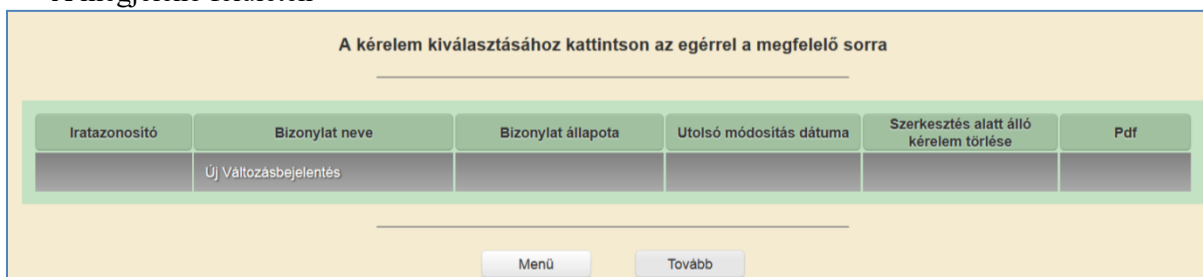 A kérelem kiválasztásához kattintson az egérrel a megfelelő sorra
Iratazonosító Bizonylat neve Bizonylat állapota Utolsó módosítás dátuma Szerkesztés alatt álló kérelem törlése Pdf
Új Változásbejelentés
Menü Tovább